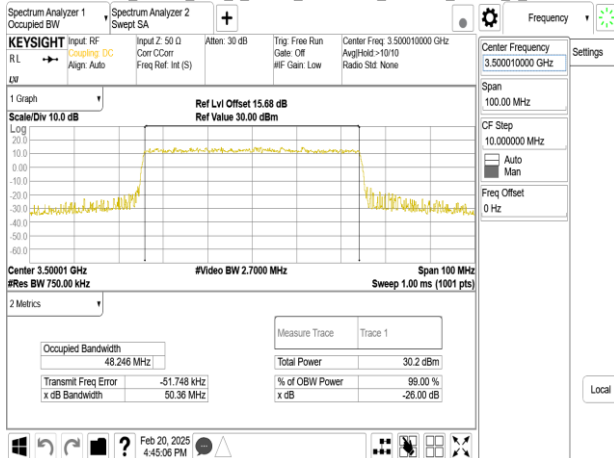 Spectrum Analyzer 1
Occupied BW
Spectrum Analyzer 2
Swept SA
+
Frequency
KEYSIGHT
Input: RF
Coupling: DC
Align: Auto
Input Z: 50 Ω
Corr CCorr
Freq Ref: Int (S)
Atten: 30 dB
Trig: Free Run
Gate: Off
#IF Gain: Low
Center Freq: 3.500010000 GHz
Avg|Hold:>10/10
Radio Std: None
RL
LXI
Center Frequency
3.500010000 GHz
Settings
Span
100.00 MHz
CF Step
10.000000 MHz
Auto
Man
Freq Offset
0 Hz
Local
1 Graph
Scale/Div 10.0 dB
Ref Lvl Offset 15.68 dB
Ref Value 30.00 dBm
Log
20.0
10.0
0.00
-10.0
-20.0
-30.0
-40.0
-50.0
-60.0
Center 3.50001 GHz
#Video BW 2.7000 MHz
Span 100 MHz
#Res BW 750.00 kHz
Sweep 1.00 ms (1001 pts)
2 Metrics
Measure Trace
Trace 1
Occupied Bandwidth
48.246 MHz
Total Power
30.2 dBm
Transmit Freq Error
-51.748 kHz
% of OBW Power
99.00 %
x dB Bandwidth
50.36 MHz
x dB
-26.00 dB
?
Feb 20, 2025
4:45:06 PM